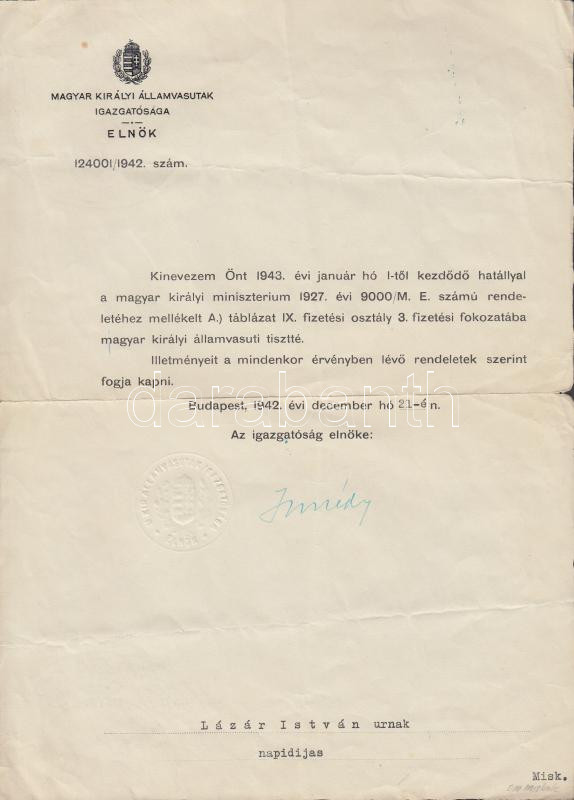 MAGYAR KIRÁLYI ÁLLAMVASUTAK
IGAZGATÓSÁGA
ELNÖK
124001/1942. szám.
Kinevezem Önt 1943. évi január hó 1-től kezdődő hatállyal
a magyar királyi miniszterium 1927. évi 9000/M. E. számú rende-
letéhez mellékelt A.) táblázat IX. fizetési osztály 3. fizetési fokozatába
magyar királyi államvasuti tisztté.
Illetményeit a mindenkor érvényben lévő rendeletek szerint
fogja kapni.
darabanth
Budapest, 1942. évi december hó 21-én.
Az igazgatóság elnöke:
Lázár István urnak
napidijas
Misk.